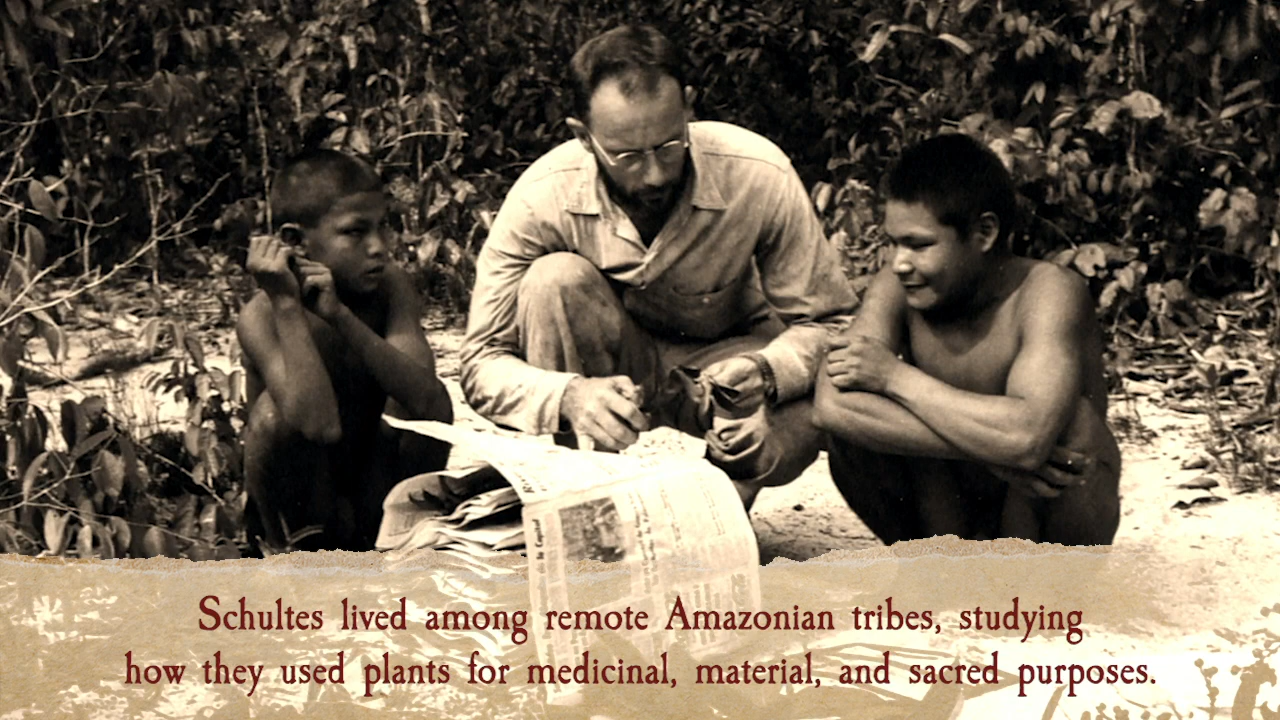 Schultes lived among remote Amazonian tribes, studying
how they used plants for medicinal, material, and sacred purposes.